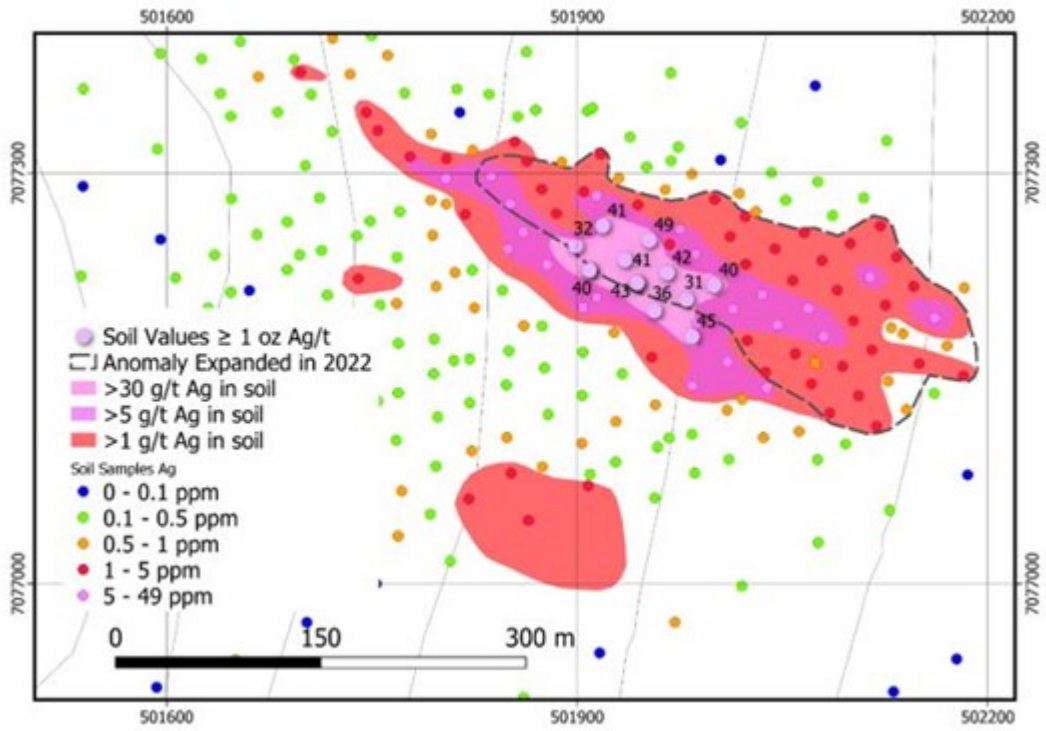 501600 501900 502200
7077300 7077300
41
32 49
41 42 40
40 43 36 31
45
Soil Values ≥ 1 oz Ag/t
Anomaly Expanded in 2022
>30 g/t Ag in soil
>5 g/t Ag in soil
>1 g/t Ag in soil
Soil Samples Ag
0 - 0.1 ppm
0.1 - 0.5 ppm
0.5 - 1 ppm
1 - 5 ppm
5 - 49 ppm
7077000 7077000
0 150 300 m
501600 501900 502200